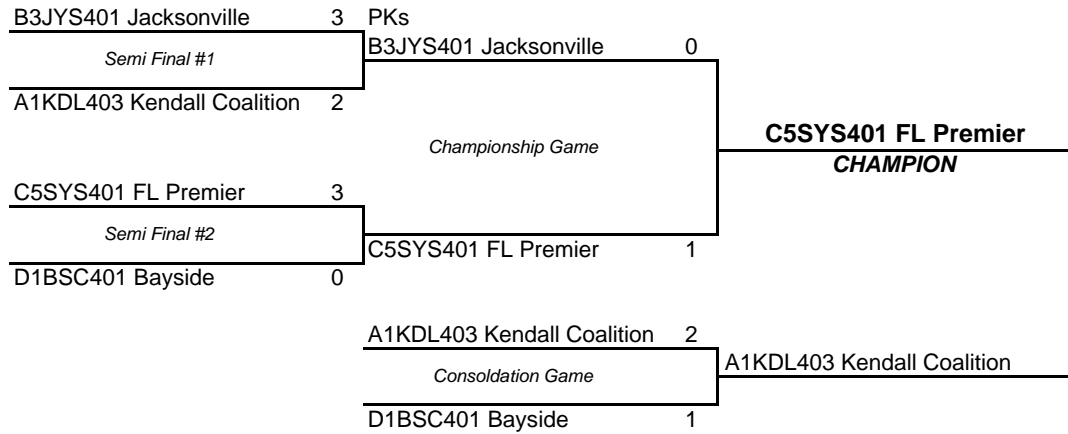 B3JYS401 Jacksonville 3 PKs
B3JYS401 Jacksonville 0
Semi Final #1
A1KDL403 Kendall Coalition 2
C5SYS401 FL Premier
Championship Game
CHAMPION
C5SYS401 FL Premier 3
Semi Final #2
C5SYS401 FL Premier 1
D1BSC401 Bayside 0
A1KDL403 Kendall Coalition 2
A1KDL403 Kendall Coalition
Consoldation Game
D1BSC401 Bayside 1